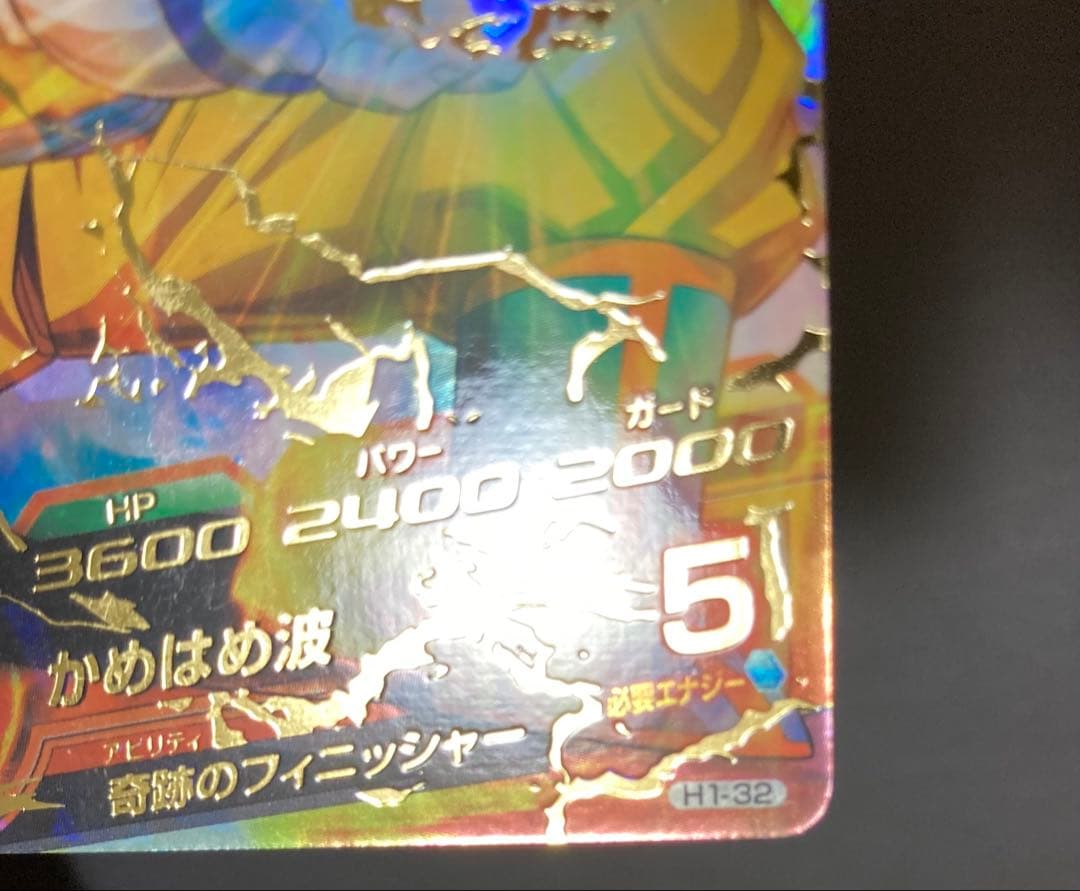 HP
3600
パワー
2400
ガード
2000
かめはめ波
5
必要エナジー
アビリティ
奇跡のフィニッシャー
H1-32